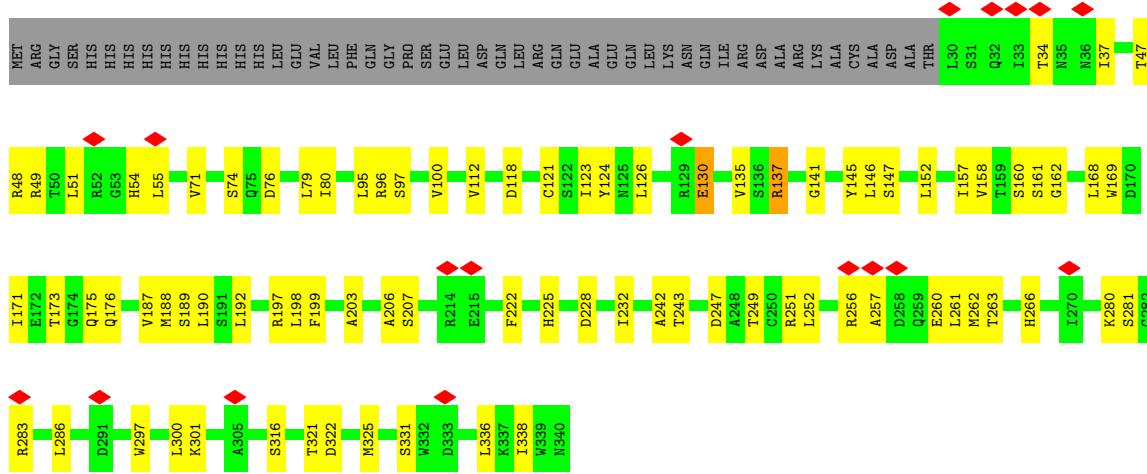 MET ARG GLY SER HIS HIS HIS HIS HIS HIS HIS HIS HIS HIS LEU GLU VAL LEU PHE GLN GLY PRO SER GLU LEU ASP GLN LEU ARG GLN GLU ALA GLU GLN LEU LYS ASN GLN ILE ARG ASP ALA ARG LYS ALA CYS ALA ASP ALA THR L30 S31 Q32 I33 T34 N35 N36 I37 T47
R48 R49 T50 L51 R52 G53 H54 L55 V71 S74 Q75 D76 L79 I80 L95 R96 S97 V100 V112 D118 C121 S122 I123 Y124 N125 L126 R129 E130 V135 S136 R137 G141 Y145 L146 S147 L152 I157 V158 T159 S160 S161 G162 L168 W169 D170
I171 E172 T173 G174 Q175 Q176 V187 M188 S189 L190 S191 L192 R197 L198 F199 A203 A206 S207 R214 E215 F222 H225 D228 I232 A242 T243 D247 A248 T249 C250 R251 L252 R256 A257 D258 Q259 E260 L261 M262 T263 H266 I270 K280 S281 G282
R283 L286 D291 W297 L300 K301 A305 S316 T321 D322 M325 S331 W332 D333 L336 K337 I338 W339 N340